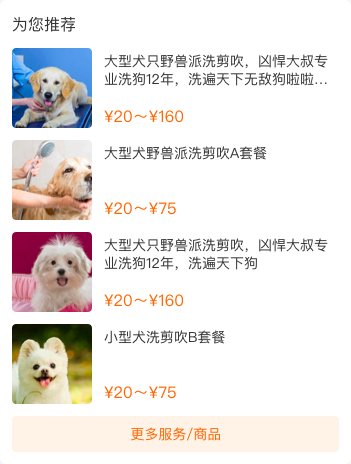 为您推荐
大型犬只野兽派洗剪吹，凶悍大叔专
业洗狗12年，洗遍天下无敌狗啦啦...
¥20～¥160
大型犬野兽派洗剪吹A套餐
¥20～¥75
大型犬只野兽派洗剪吹，凶悍大叔专
业洗狗12年，洗遍天下狗
¥20～¥160
小型犬洗剪吹B套餐
¥20～¥75
更多服务/商品